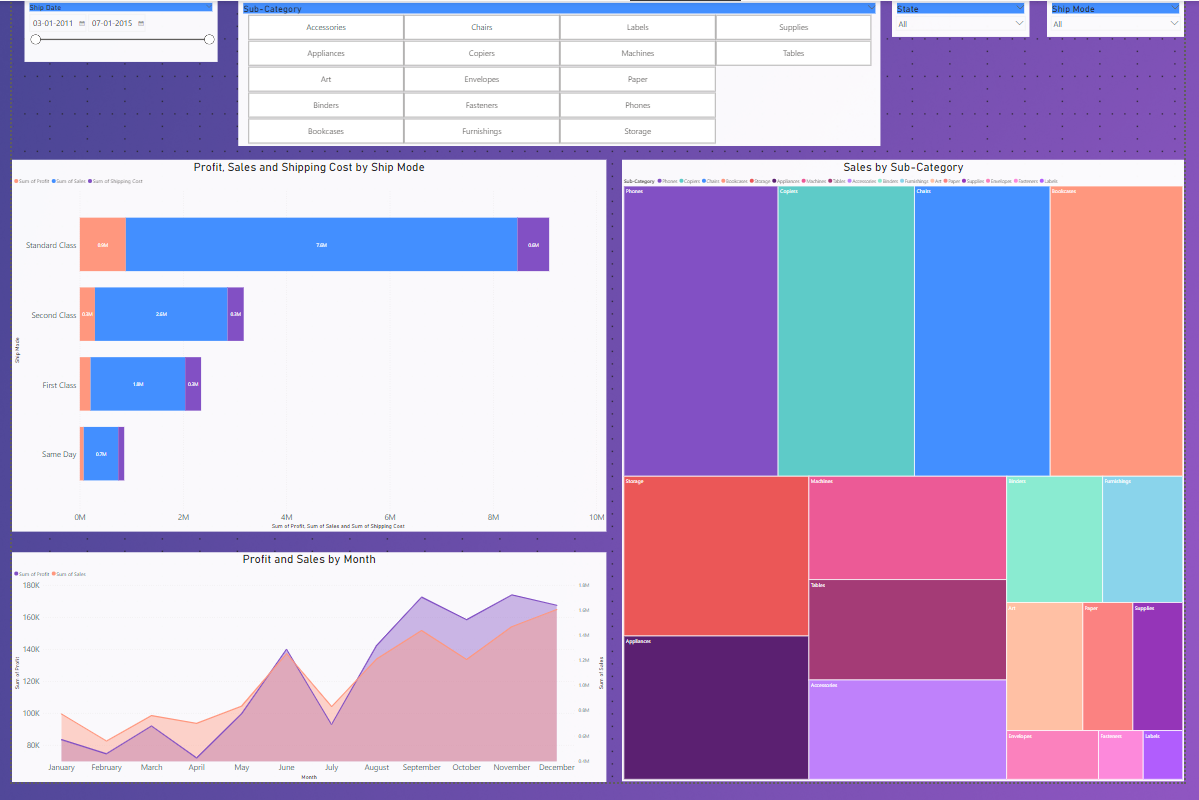 Ship Date
03-01-2011 07-01-2015
Sub-Category
Accessories Chairs Labels Supplies
Appliances Copiers Machines Tables
Art Envelopes Paper
Binders Fasteners Phones
Bookcases Furnishings Storage
State
All
Ship Mode
All
Profit, Sales and Shipping Cost by Ship Mode
Sum of Profit Sum of Sales Sum of Shipping Cost
Ship Mode
Standard Class 0.9M 7.6M 0.6M
Second Class 0.3M 2.6M 0.3M
First Class 1.8M 0.3M
Same Day 0.7M
0M 2M 4M 6M 8M 10M
Sum of Profit, Sum of Sales and Sum of Shipping Cost
Profit and Sales by Month
Sum of Profit Sum of Sales
Sum of Profit
180K
160K
140K
120K
100K
80K
1.8M
1.6M
1.4M
1.2M
1.0M
0.8M
0.6M
0.4M
Sum of Sales
January February March April May June July August September October November December
Month
Sales by Sub-Category
Sub-Category Phones Copiers Chairs Bookcases Storage Appliances Machines Tables Accessories Binders Furnishings Art Paper Supplies Envelopes Fasteners Labels
Phones
Copiers
Chairs
Bookcases
Storage
Machines
Binders
Furnishings
Tables
Art
Paper
Supplies
Appliances
Accessories
Envelopes
Fasteners
Labels